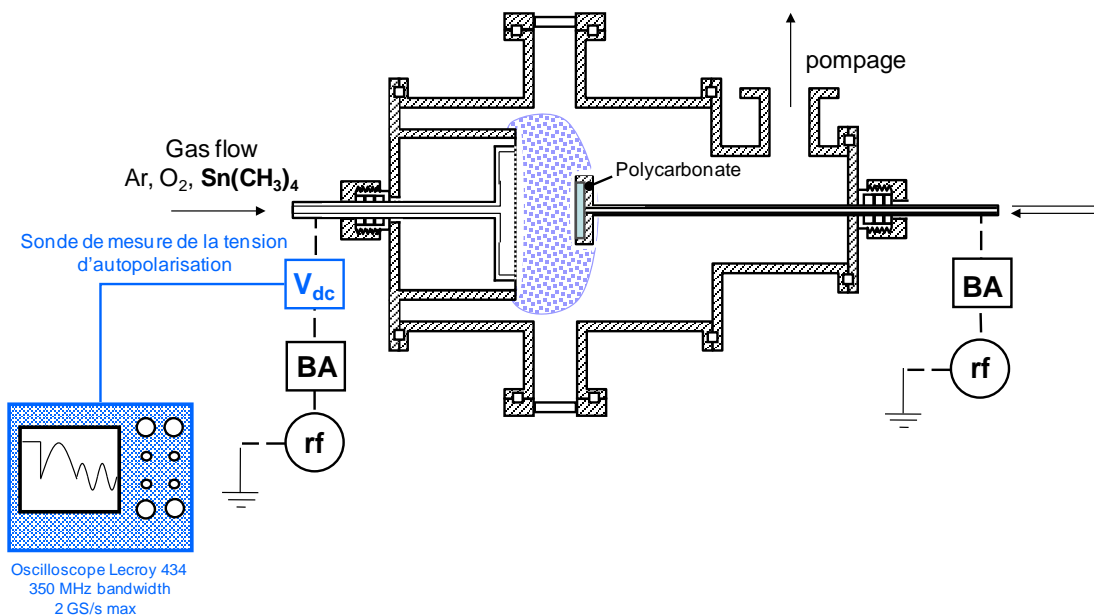 pompage
Gas flow
Ar, O₂, Sn(CH₃)₄
Polycarbonate
Sonde de mesure de la tension
d'autopolarisation
V_dc
BA
rf
BA
rf
Oscilloscope Lecroy 434
350 MHz bandwidth
2 GS/s max